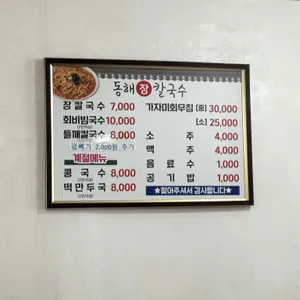 동해 장 칼국수
장칼국수 7,000
회비빔국수 10,000
들깨칼국수 8,000
곱빼기 2,000원 추가
계절메뉴
콩국수 8,000
떡만두국 8,000
가자미회무침 [홍] 30,000
[소] 25,000
소주 4,000
맥주 4,000
음료수 1,000
공기밥 1,000
★찾아주셔서 감사합니다★